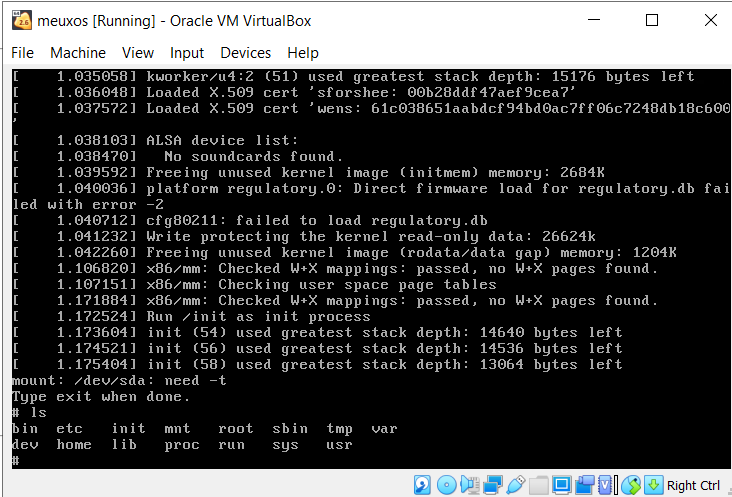 meuxos [Running] - Oracle VM VirtualBox
File Machine View Input Devices Help
[    1.035058] kworker/u4:2 (51) used greatest stack depth: 15176 bytes left
[    1.036048] Loaded X.509 cert 'sforshee: 00b28ddf47aef9cea7'
[    1.037572] Loaded X.509 cert 'wens: 61c038651aabdcf94bd0ac7ff06c7248db18c600
'
[    1.038103] ALSA device list:
[    1.038470]   No soundcards found.
[    1.039592] Freeing unused kernel image (initmem) memory: 2684K
[    1.040036] platform regulatory.0: Direct firmware load for regulatory.db fai
led with error -2
[    1.040712] cfg80211: failed to load regulatory.db
[    1.041232] Write protecting the kernel read-only data: 26624k
[    1.042260] Freeing unused kernel image (rodata/data gap) memory: 1204K
[    1.106820] x86/mm: Checked W+X mappings: passed, no W+X pages found.
[    1.107151] x86/mm: Checking user space page tables
[    1.171884] x86/mm: Checked W+X mappings: passed, no W+X pages found.
[    1.172524] Run /init as init process
[    1.173604] init (54) used greatest stack depth: 14640 bytes left
[    1.174521] init (56) used greatest stack depth: 14536 bytes left
[    1.175404] init (58) used greatest stack depth: 13064 bytes left
mount: /dev/sda: need -t
Type exit when done.
# ls
bin  etc   init  mnt   root  sbin  tmp  var
dev  home  lib   proc  run   sys   usr
#
Right Ctrl